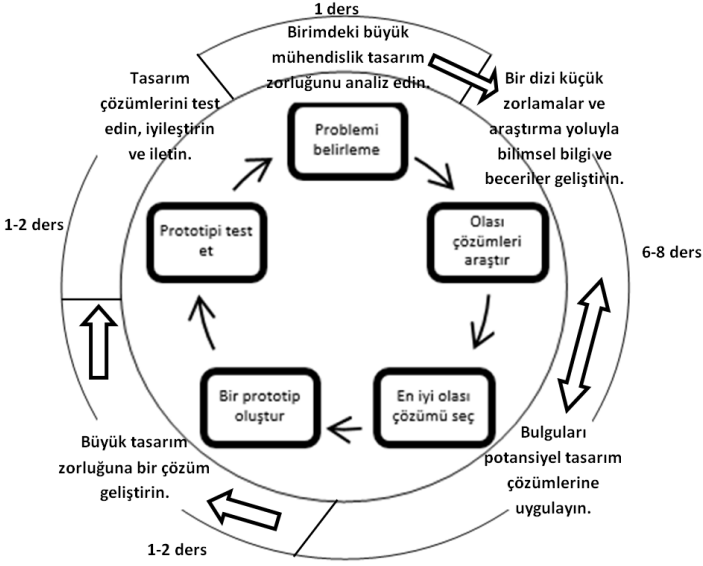 1 ders
Birimdeki büyük
mühendislik tasarım
zorluğunu analiz edin.
Bir dizi küçük
zorlamalar ve
araştırma yoluyla
bilimsel bilgi ve
beceriler geliştirin.
6-8 ders
Bulguları
potansiyel tasarım
çözümlerine
uygulayın.
1-2 ders
Büyük tasarım
zorluğuna bir çözüm
geliştirin.
1-2 ders
Tasarım
çözümlerini test
edin, iyileştirin
ve iletin.
Problemi
belirleme
Olası
çözümleri
araştır
En iyi olası
çözümü seç
Bir prototip
oluştur
Prototipi test
et